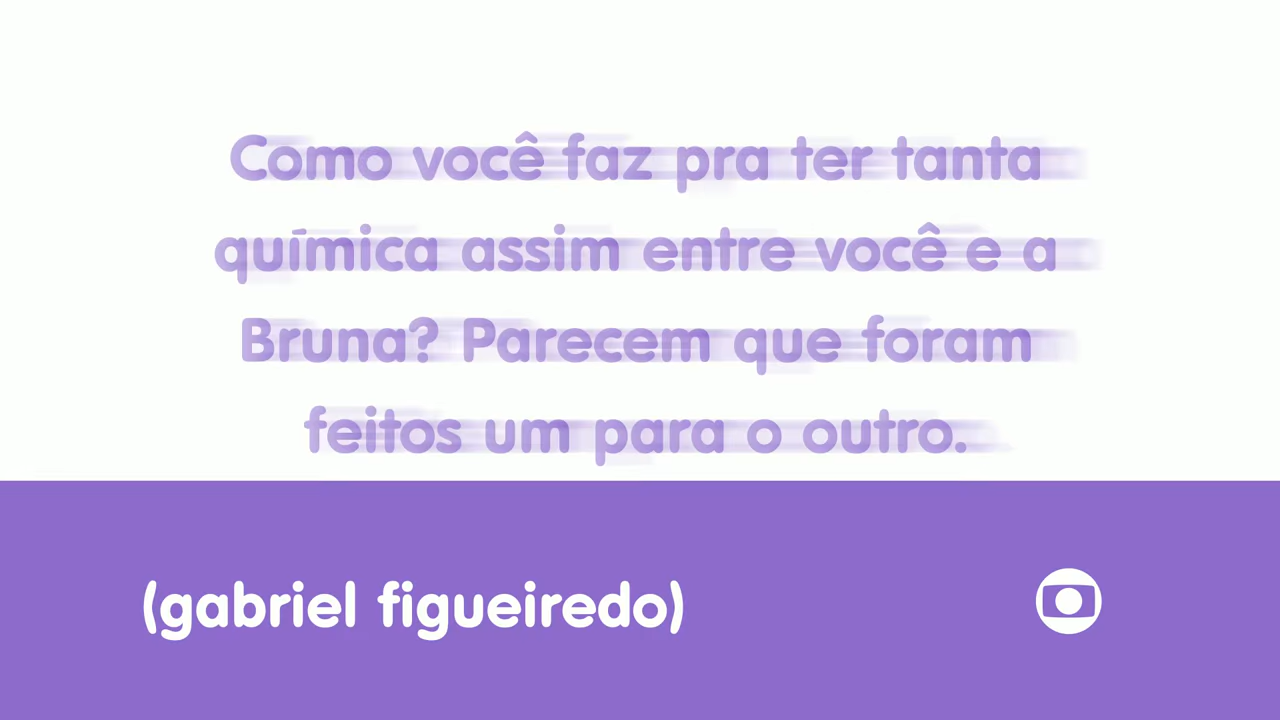 Como você faz pra ter tanta
química assim entre você e a
Bruna? Parecem que foram
feitos um para o outro.
(gabriel figueiredo)